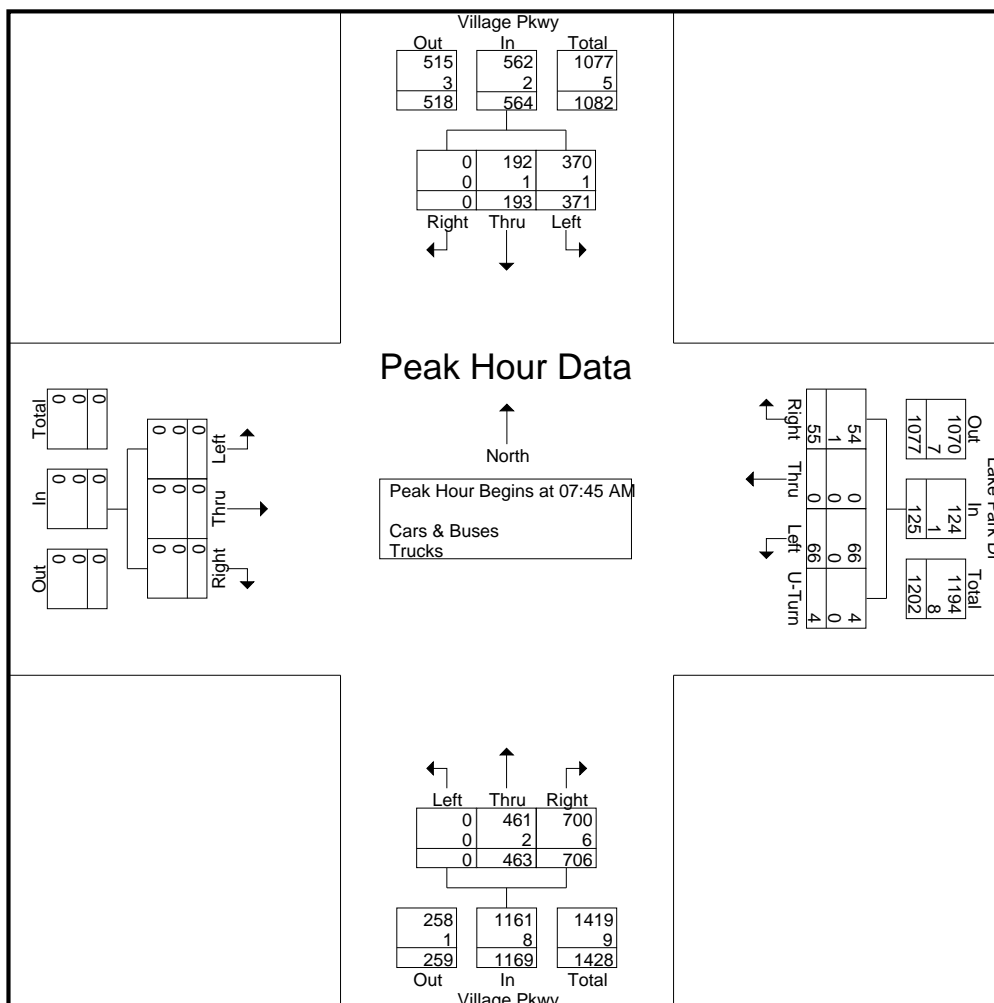 Village Pkwy
Out In Total
515 562 1077
3 2 5
518 564 1082
0 192 370
0 1 1
0 193 371
Right Thru Left
Peak Hour Data
North
Peak Hour Begins at 07:45 AM
Cars & Buses
Trucks
Total
0 0 0
In
0 0 0
Out
0 0 0
Left
0 0 0
Thru
0 0 0
Right
0 0 0
Right
54
1
55
Thru
0
0
0
Left
66
0
66
U-Turn
4
0
4
Lake Park Dr
Out
1070
7
1077
In
124
1
125
Total
1194
8
1202
Left Thru Right
0 461 700
0 2 6
0 463 706
258 1161 1419
1 8 9
259 1169 1428
Out In Total
Village Pkwy